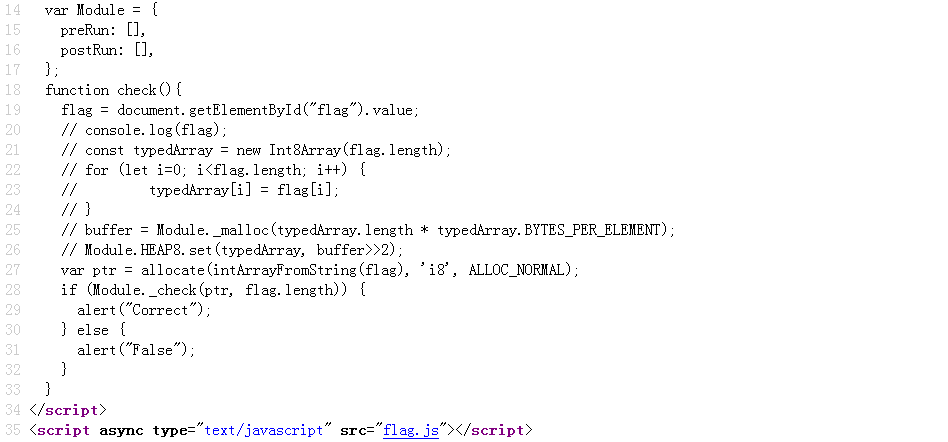 14 var Module = {
15 preRun: [],
16 postRun: [],
17 };
18 function check(){
19 flag = document.getElementById("flag").value;
20 // console.log(flag);
21 // const typedArray = new Int8Array(flag.length);
22 // for (let i=0; i<flag.length; i++) {
23 // typedArray[i] = flag[i];
24 // }
25 // buffer = Module._malloc(typedArray.length * typedArray.BYTES_PER_ELEMENT);
26 // Module.HEAP8.set(typedArray, buffer>>2);
27 var ptr = allocate(intArrayFromString(flag), 'i8', ALLOC_NORMAL);
28 if (Module._check(ptr, flag.length)) {
29 alert("Correct");
30 } else {
31 alert("False");
32 }
33 }
34 </script>
35 <script async type="text/javascript" src="flag.js"></script>